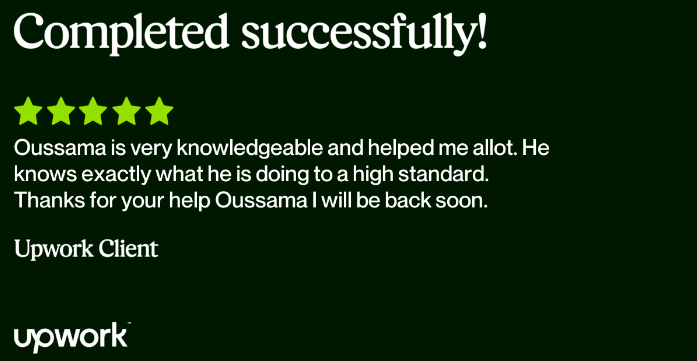 Completed successfully!
Oussama is very knowledgeable and helped me allot. He
knows exactly what he is doing to a high standard.
Thanks for your help Oussama I will be back soon.
Upwork Client
upwork™